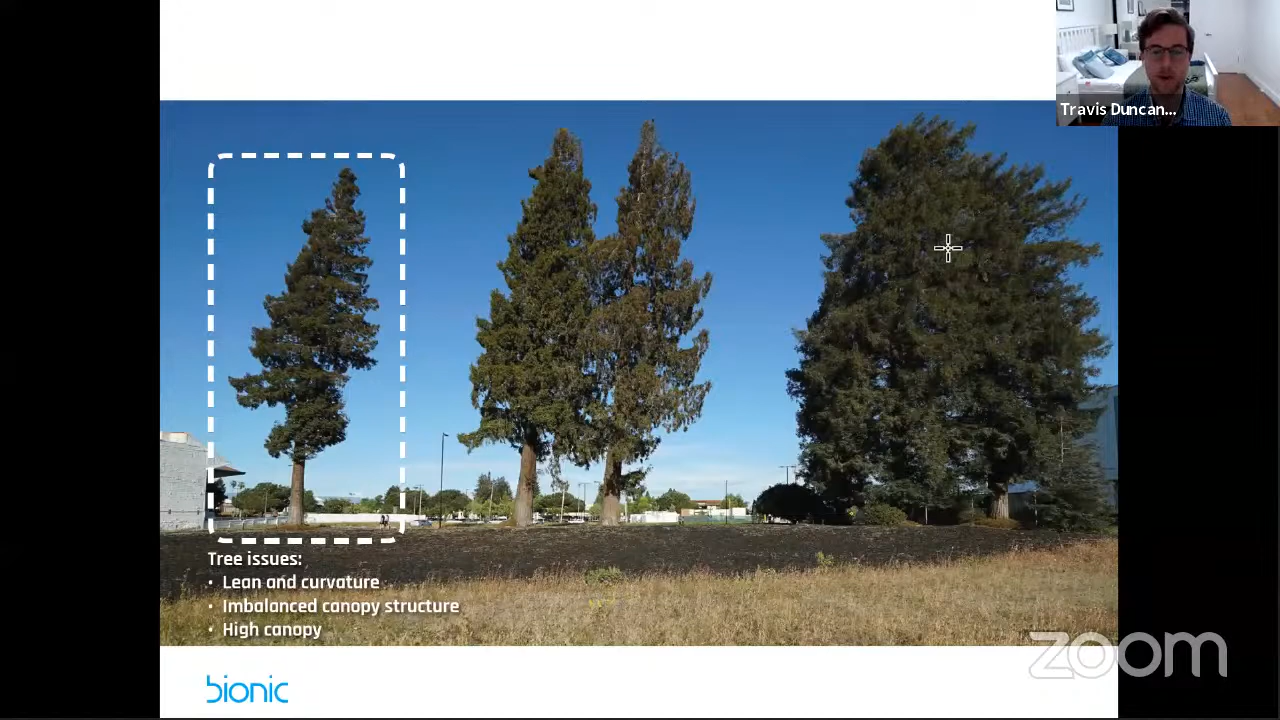 Travis Duncan...
Tree issues:
• Lean and curvature
• Imbalanced canopy structure
• High canopy
bionic
zoom